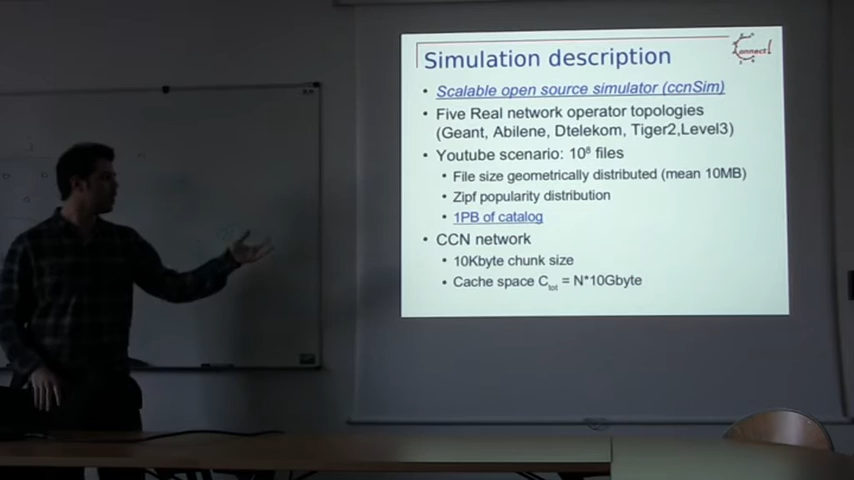 Simulation description
Connect!
• Scalable open source simulator (ccnSim)
• Five Real network operator topologies
(Geant, Abilene, Dtelekom, Tiger2,Level3)
• Youtube scenario: 10⁸ files
• File size geometrically distributed (mean 10MB)
• Zipf popularity distribution
• 1PB of catalog
• CCN network
• 10Kbyte chunk size
• Cache space Ctot = N*10Gbyte